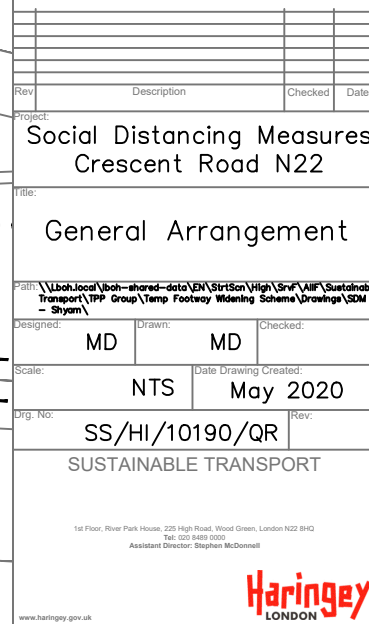 Rev Description Checked Date
Project:
Social Distancing Measures
Crescent Road N22
Title:
General Arrangement
Path: \\Lboh.local\lboh-shared-data\EN\StrtScn\High\SrvF\AllF\Sustainab
Transport\TPP Group\Temp Footway Widening Scheme\Drawings\SDM
- Shyam\
Designed: Drawn: Checked:
MD MD
Scale: Date Drawing Created:
NTS May 2020
Drg. No: Rev:
SS/HI/10190/QR
SUSTAINABLE TRANSPORT
1st Floor, River Park House, 225 High Road, Wood Green, London N22 8HQ
Tel: 020 8489 0000
Assistant Director: Stephen McDonnell
Haringey
LONDON
www.haringey.gov.uk